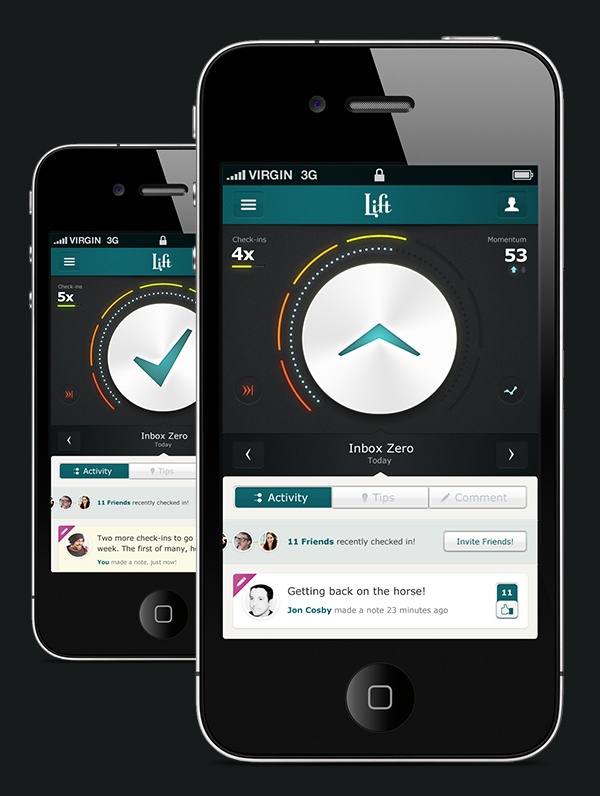 VIRGIN 3G
Lift
Check-ins
5x
Inbox Zero
Today
Activity
Tips
11 Friends recently checked in!
Two more check-ins to go
week. The first of many,
You made a note, just now!
VIRGIN 3G
Lift
Check-ins
4x
Momentum
53
Inbox Zero
Today
Activity
Tips
Comment
11 Friends recently checked in!
Invite Friends!
Getting back on the horse!
Jon Cosby made a note 23 minutes ago
11